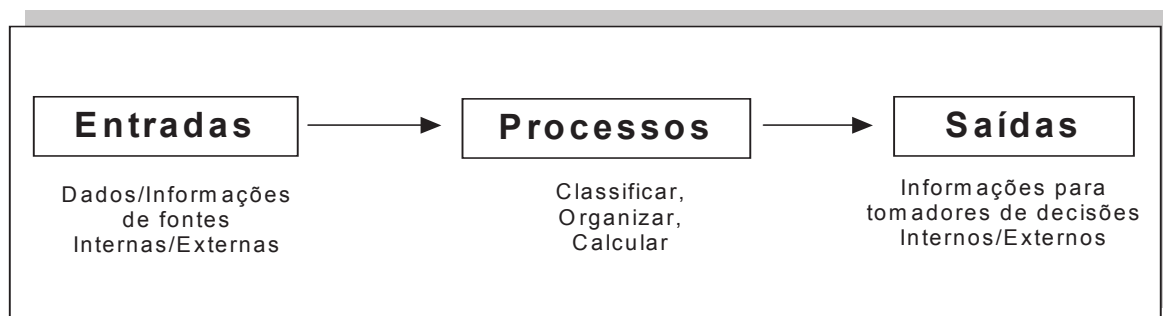 Entradas
Dados/Informações
de fontes
Internas/Externas
Processos
Classificar,
Organizar,
Calcular
Saídas
Informações para
tomadores de decisões
Internos/Externos